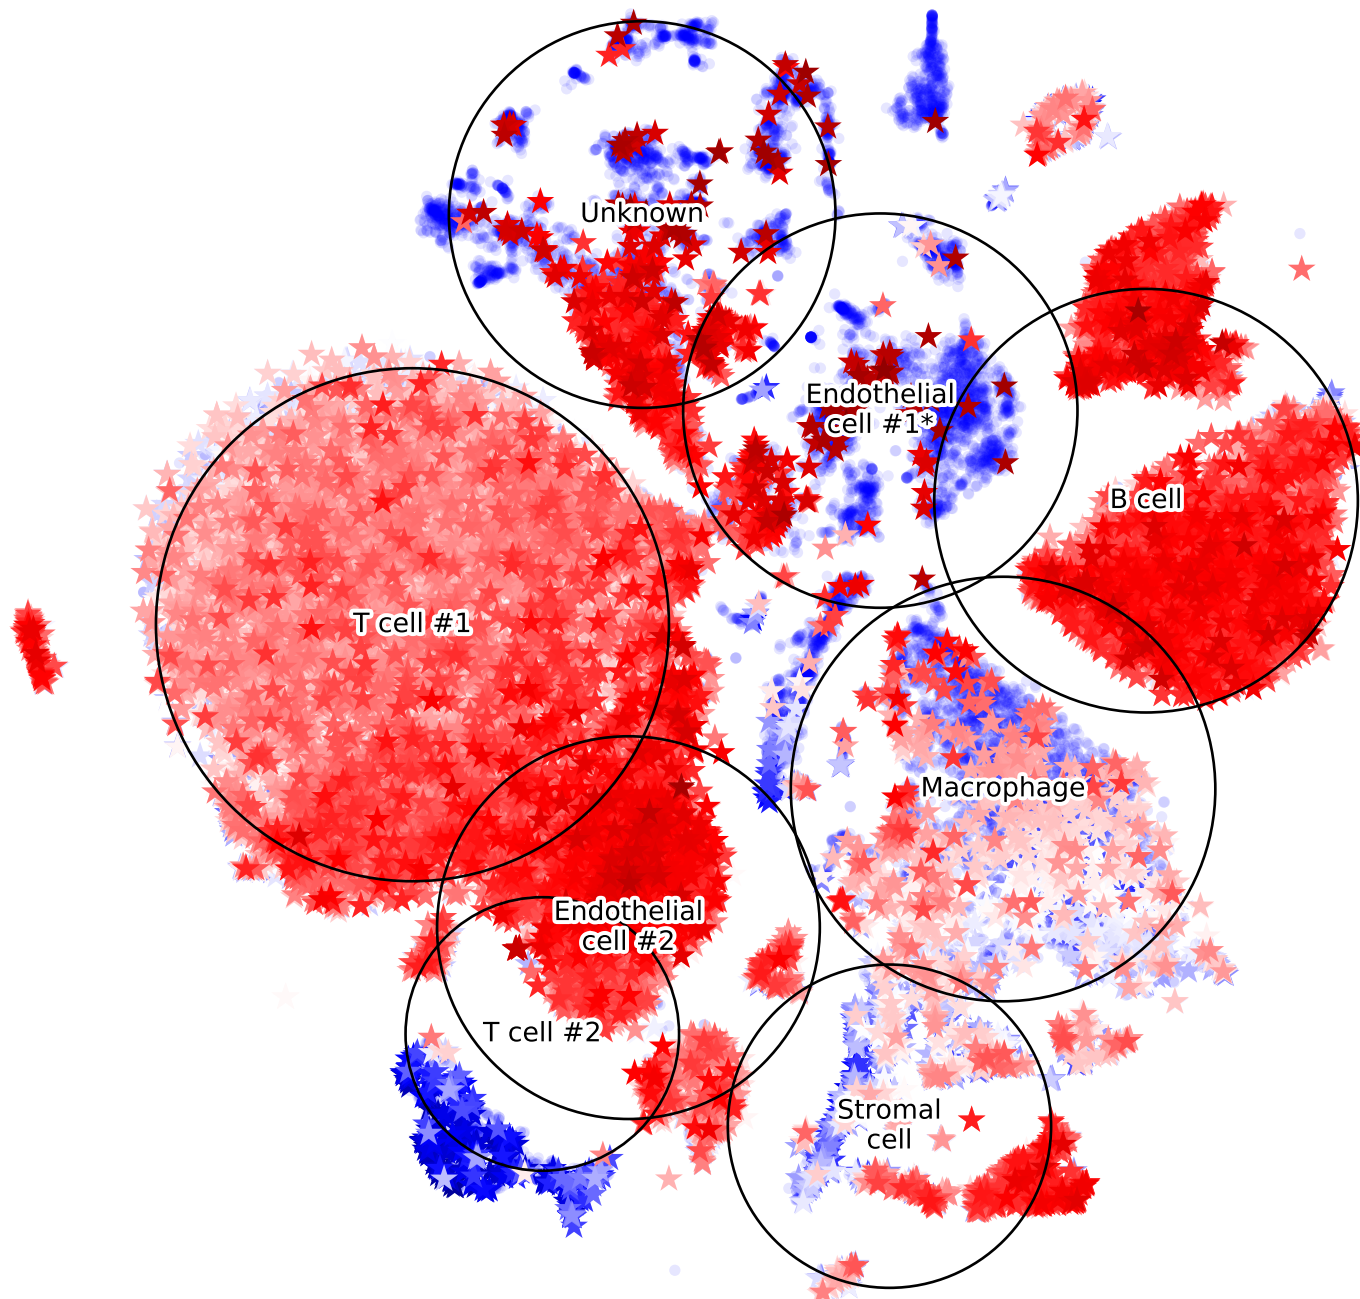 Unknown
Endothelial
cell #1*
B cell
T cell #1
Macrophage
Endothelial
cell #2
T cell #2
Stromal
cell